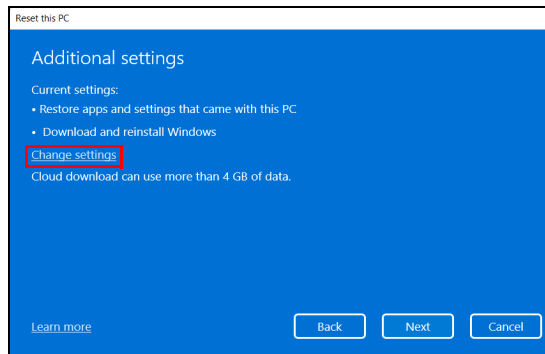 Reset this PC
Additional settings
Current settings:
• Restore apps and settings that came with this PC
• Download and reinstall Windows
Change settings
Cloud download can use more than 4 GB of data.
Learn more
Back
Next
Cancel